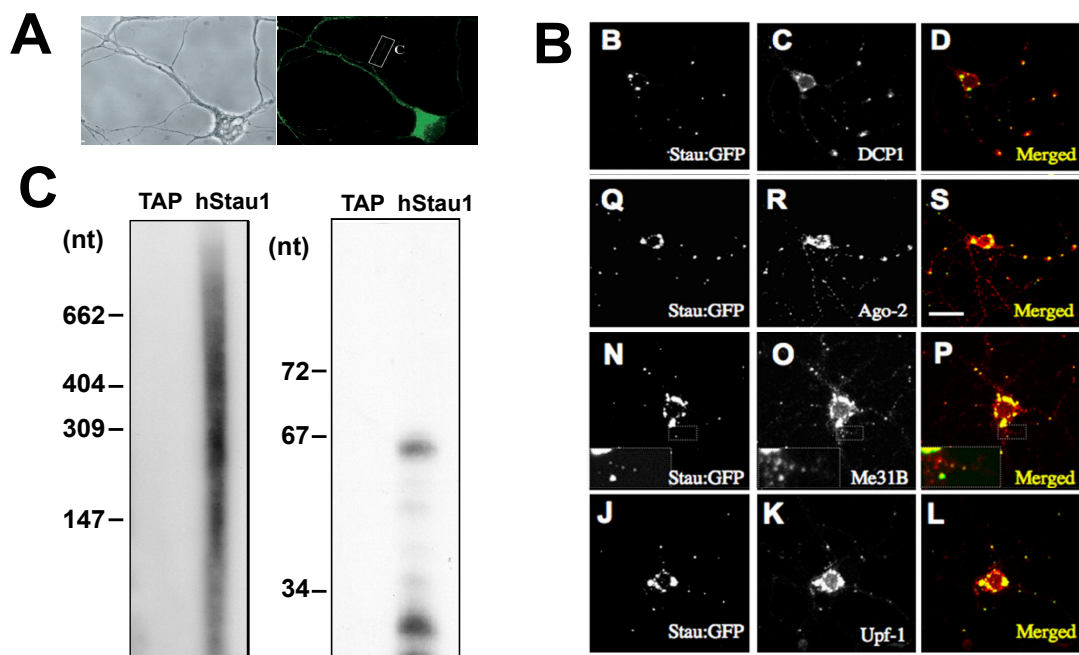 A
C
B
B
C
D
Stau:GFP
DCP1
Merged
Q
R
S
Stau:GFP
Ago-2
Merged
N
O
P
Stau:GFP
Me31B
Merged
J
K
L
Stau:GFP
Upf-1
Merged
C
TAP hStau1
(nt)
662
404
309
147
TAP hStau1
(nt)
72
67
34